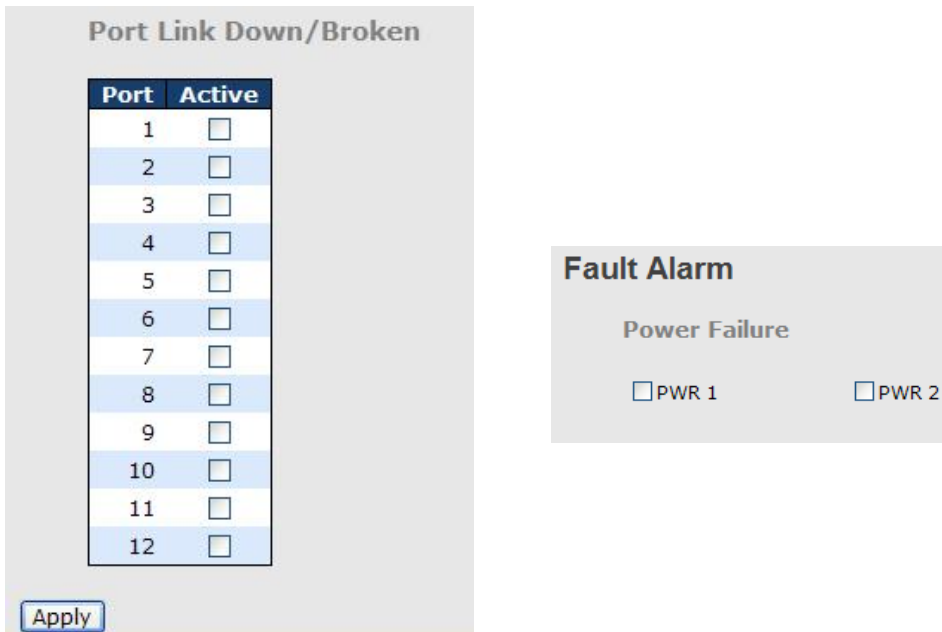 Port Link Down/Broken
Port Active
1
2
3
4
5
6
7
8
9
10
11
12
Apply
Fault Alarm
Power Failure
PWR 1 PWR 2